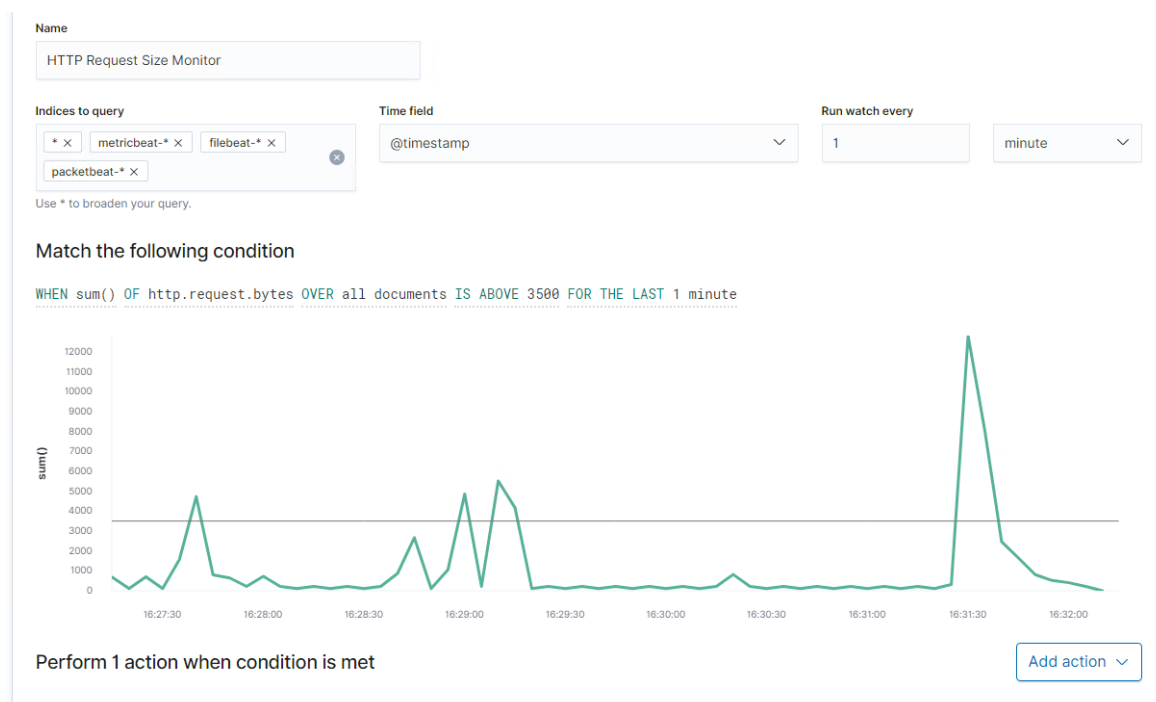 Name
HTTP Request Size Monitor
Indices to query
Time field
Run watch every
* ×
metricbeat-* ×
filebeat-* ×
packetbeat-* ×
@timestamp
1
minute
Use * to broaden your query.
Match the following condition
WHEN sum() OF http.request.bytes OVER all documents IS ABOVE 3500 FOR THE LAST 1 minute
sum()
12000
11000
10000
9000
8000
7000
6000
5000
4000
3000
2000
1000
0
16:27:30 16:28:00 16:28:30 16:29:00 16:29:30 16:30:00 16:30:30 16:31:00 16:31:30 16:32:00
Perform 1 action when condition is met
Add action